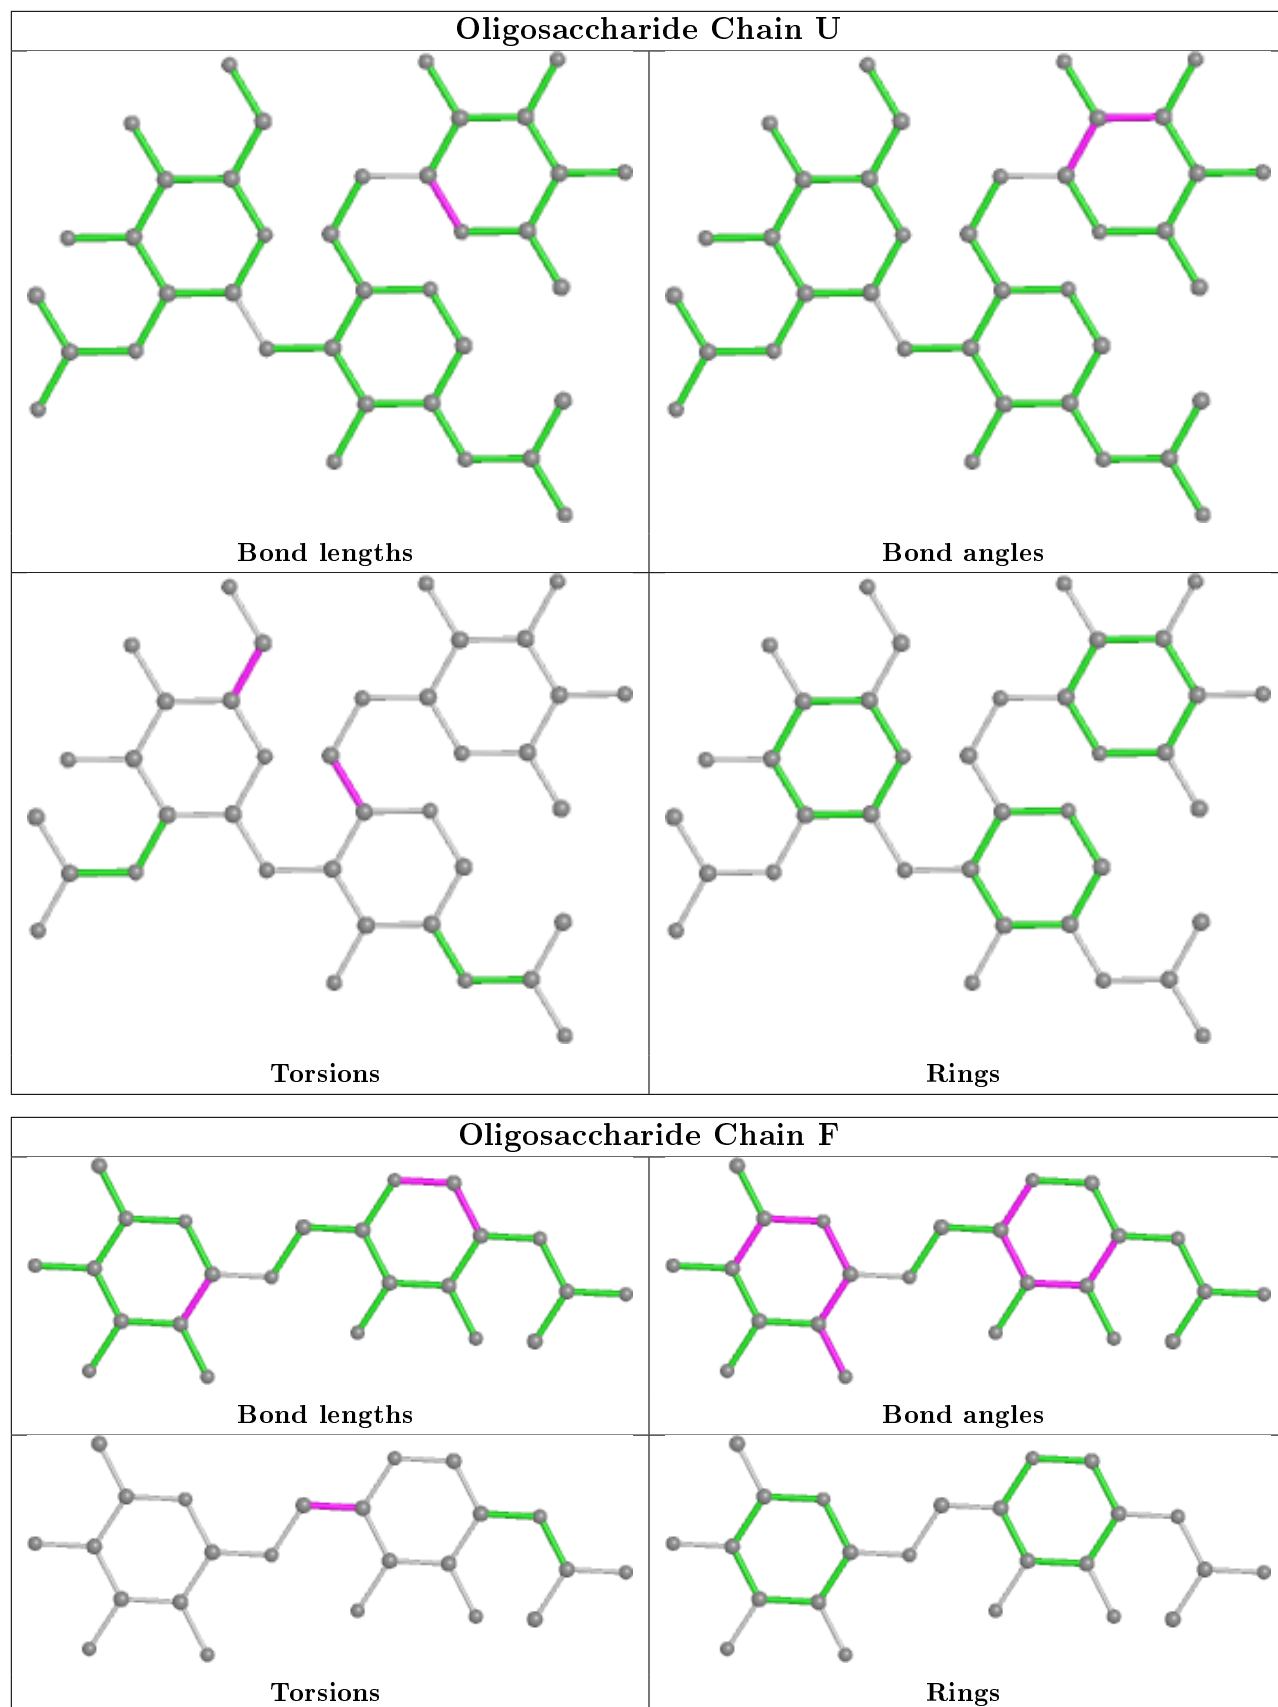 Oligosaccharide Chain U
Bond lengths
Bond angles
Torsions
Rings
Oligosaccharide Chain F
Bond lengths
Bond angles
Torsions
Rings